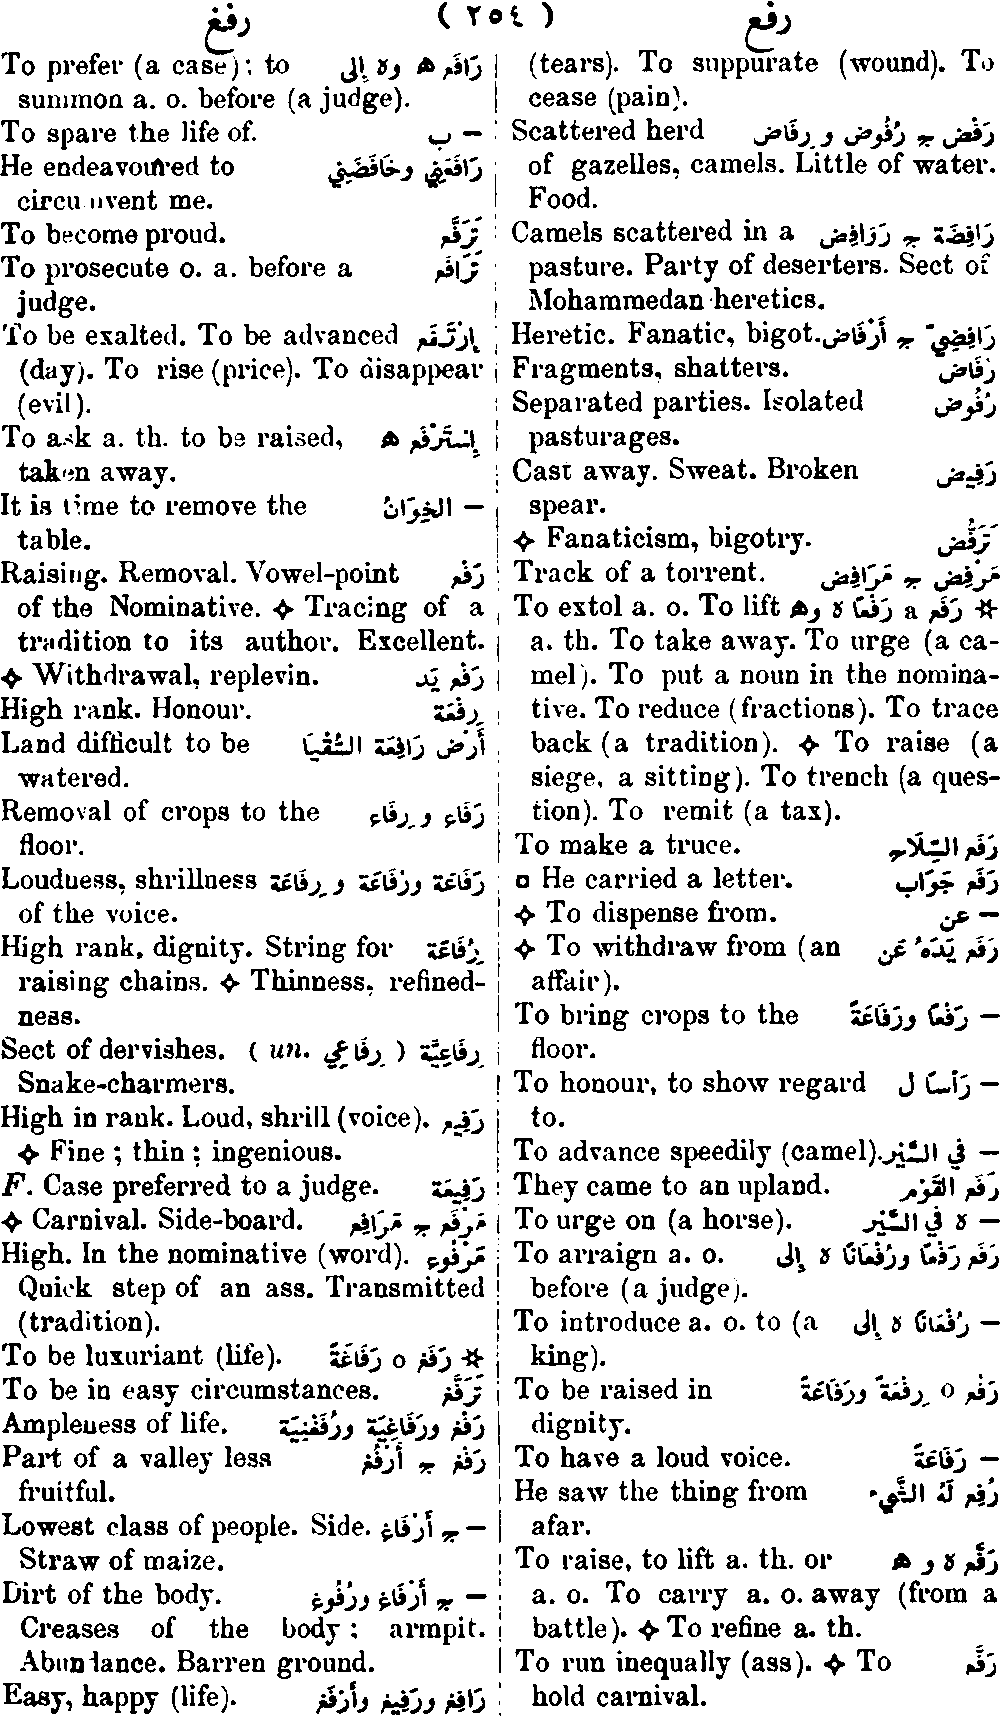 رفع ( ٢٥٤ ) رفغ
(tears). To suppurate (wound). To
cease (pain).
Scattered herd رَفْض ج رُفُوض و رِفَاض
of gazelles, camels. Little of water.
Food.
Camels scattered in a رَافِضَة ج رَوَافِض
pasture. Party of deserters. Sect of
Mohammedan heretics.
Heretic. Fanatic, bigot. رَافِضِيّ ج أَرْفَاض
Fragments, shatters. رُفَاض
Separated parties. Isolated رُفُوض
pasturages.
Cast away. Sweat. Broken رَفِيض
spear.
✧ Fanaticism, bigotry. تَرَفُّض
Track of a torrent. مَرْفِض ج مَرَافِض
To extol a. o. To lift ☆ رَفَع a رَفْعًا ه وه
a. th. To take away. To urge (a ca-
mel). To put a noun in the nomina-
tive. To reduce (fractions). To trace
back (a tradition). ✧ To raise (a
siege, a sitting). To trench (a ques-
tion). To remit (a tax).
To make a truce. رَفَع السِّلَاح
▫ He carried a letter. رَفَع جَوَاب
✧ To dispense from. — عن
✧ To withdraw from (an رَفَع يَدَهُ عَن
affair).
To bring crops to the — رَفْعًا ورَفَاعَةً
floor.
To honour, to show regard — رَأْسًا ل
to.
To advance speedily (camel). — في السَّيْر
They came to an upland. رَفَع القَوْم
To urge on (a horse). — ه في السَّيْر
To arraign a. o. رَفَع رَفْعًا ورُفْعَانًا ه إِلى
before (a judge).
To introduce a. o. to (a — رُفْعَانًا ه إِلى
king).
To be raised in رَفُع o رِفْعَةً ورَفَاعَةً
dignity.
To have a loud voice. — رَفَاعَةً
He saw the thing from رُفِع لَهُ الشَّيْء
afar.
To raise, to lift a. th. or رَفَّع ه و ه
a. o. To carry a. o. away (from a
battle). ✧ To refine a. th.
To run inequally (ass). ✧ To رَفَّع
hold carnival.
To prefer (a case); to رَافَع ه وه إِلى
summon a. o. before (a judge).
To spare the life of. — ب
He endeavoured to رَافَعَنِي وخَافَضَنِي
circumvent me.
To become proud. تَرَفَّع
To prosecute o. a. before a تَرَافَع
judge.
To be exalted. To be advanced إِرْتَفَع
(day). To rise (price). To disappear
(evil).
To ask a. th. to be raised, إِسْتَرْفَع ه
taken away.
It is time to remove the — الخِوَانُ
table.
Raising. Removal. Vowel-point رَفْع
of the Nominative. ✧ Tracing of a
tradition to its author. Excellent.
✧ Withdrawal, replevin. رَفْع يَد
High rank. Honour. رِفْعَة
Land difficult to be أَرْض رَافِعَة السُّقْيَا
watered.
Removal of crops to the رَفَاع و رِفَاع
floor.
Loudness, shrillness رَفَاعَة ورُفَاعَة و رِفَاعَة
of the voice.
High rank, dignity. String for رِفَاعَة
raising chains. ✧ Thinness, refined-
ness.
Sect of dervishes. ( un. رِفَاعِي ) رِفَاعِيَّة
Snake-charmers.
High in rank. Loud, shrill (voice). رَفِيع
✧ Fine ; thin ; ingenious.
F. Case preferred to a judge. رَفِيعَة
✧ Carnival. Side-board. مَرْفَع ج مَرَافِع
High. In the nominative (word). مَرْفُوع
Quick step of an ass. Transmitted
(tradition).
To be luxuriant (life). ☆ رَفُغ o رَفَاغَةً
To be in easy circumstances. تَرَفَّغ
Ampleness of life. رَفْغ ورَفَاغِيَة ورُفَغْنِيَة
Part of a valley less رَفْغ ج أَرْفُغ
fruitful.
Lowest class of people. Side. — ج أَرْفَاغ
Straw of maize.
Dirt of the body. — ج أَرْفَاغ ورُفُوغ
Creases of the body ; armpit.
Abundance. Barren ground.
Easy, happy (life). رَافِغ ورَفِيغ وأَرْفَغ